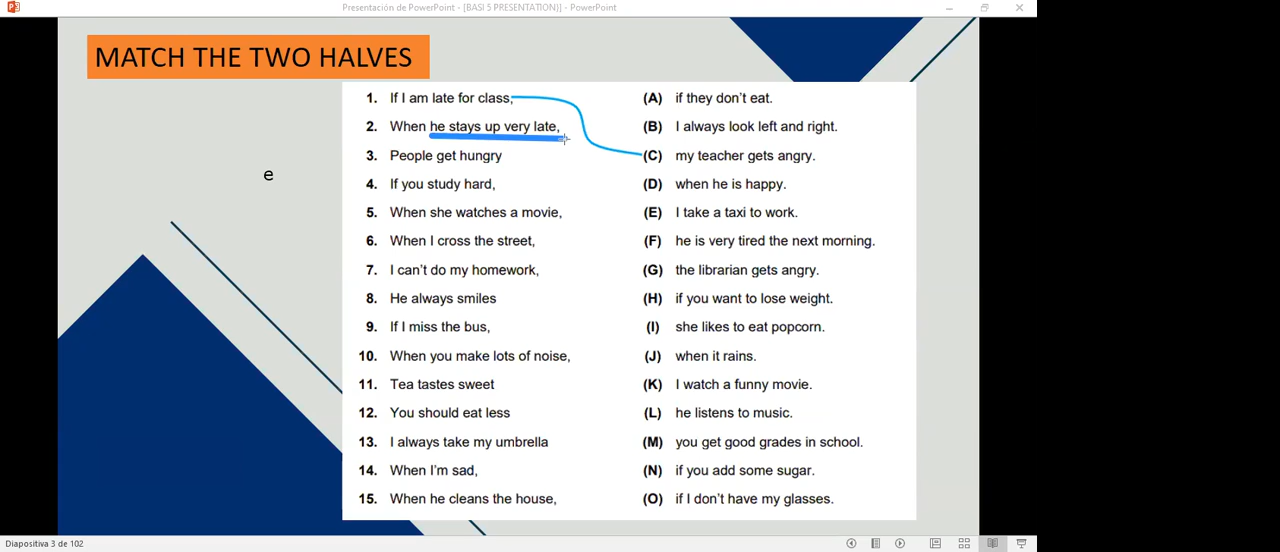 Presentación de PowerPoint - [BASI 5 PRESENTATION)] - PowerPoint
MATCH THE TWO HALVES
1. If I am late for class, (A) if they don't eat.
2. When he stays up very late, (B) I always look left and right.
3. People get hungry (C) my teacher gets angry.
e
4. If you study hard, (D) when he is happy.
5. When she watches a movie, (E) I take a taxi to work.
6. When I cross the street, (F) he is very tired the next morning.
7. I can't do my homework, (G) the librarian gets angry.
8. He always smiles (H) if you want to lose weight.
9. If I miss the bus, (I) she likes to eat popcorn.
10. When you make lots of noise, (J) when it rains.
11. Tea tastes sweet (K) I watch a funny movie.
12. You should eat less (L) he listens to music.
13. I always take my umbrella (M) you get good grades in school.
14. When I'm sad, (N) if you add some sugar.
15. When he cleans the house, (O) if I don't have my glasses.
Diapositiva 3 de 102